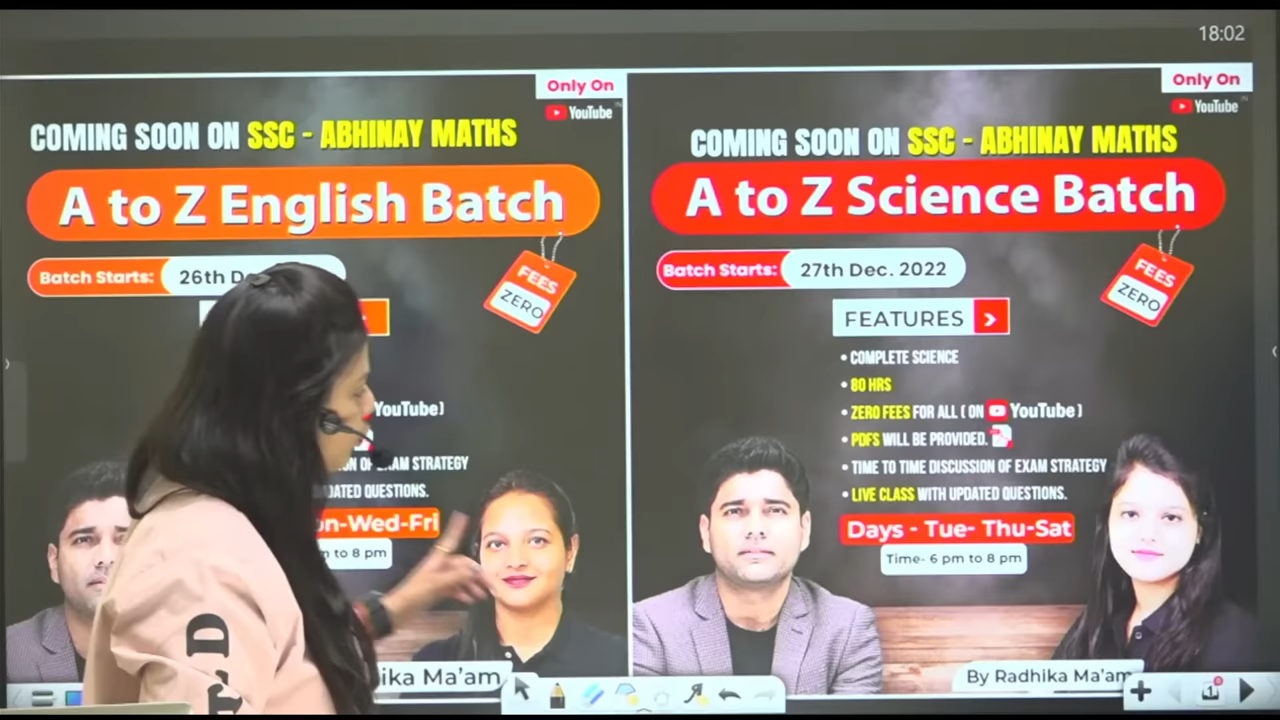 18:02
Only On
YouTube
COMING SOON ON SSC - ABHINAY MATHS
A to Z English Batch
Batch Starts: 26th
FEES
ZERO
YouTube)
EXAM STRATEGY
QUESTIONS.
Wed-Fri
to 8 pm
Ma'am
Only On
YouTube
COMING SOON ON SSC - ABHINAY MATHS
A to Z Science Batch
Batch Starts: 27th Dec. 2022
FEES
ZERO
FEATURES
• COMPLETE SCIENCE
• 80 HRS
• ZERO FEES FOR ALL ( ON YouTube )
• PDFS WILL BE PROVIDED.
• TIME TO TIME DISCUSSION OF EXAM STRATEGY
• LIVE CLASS WITH UPDATED QUESTIONS.
Days - Tue- Thu-Sat
Time- 6 pm to 8 pm
By Radhika Ma'am
1